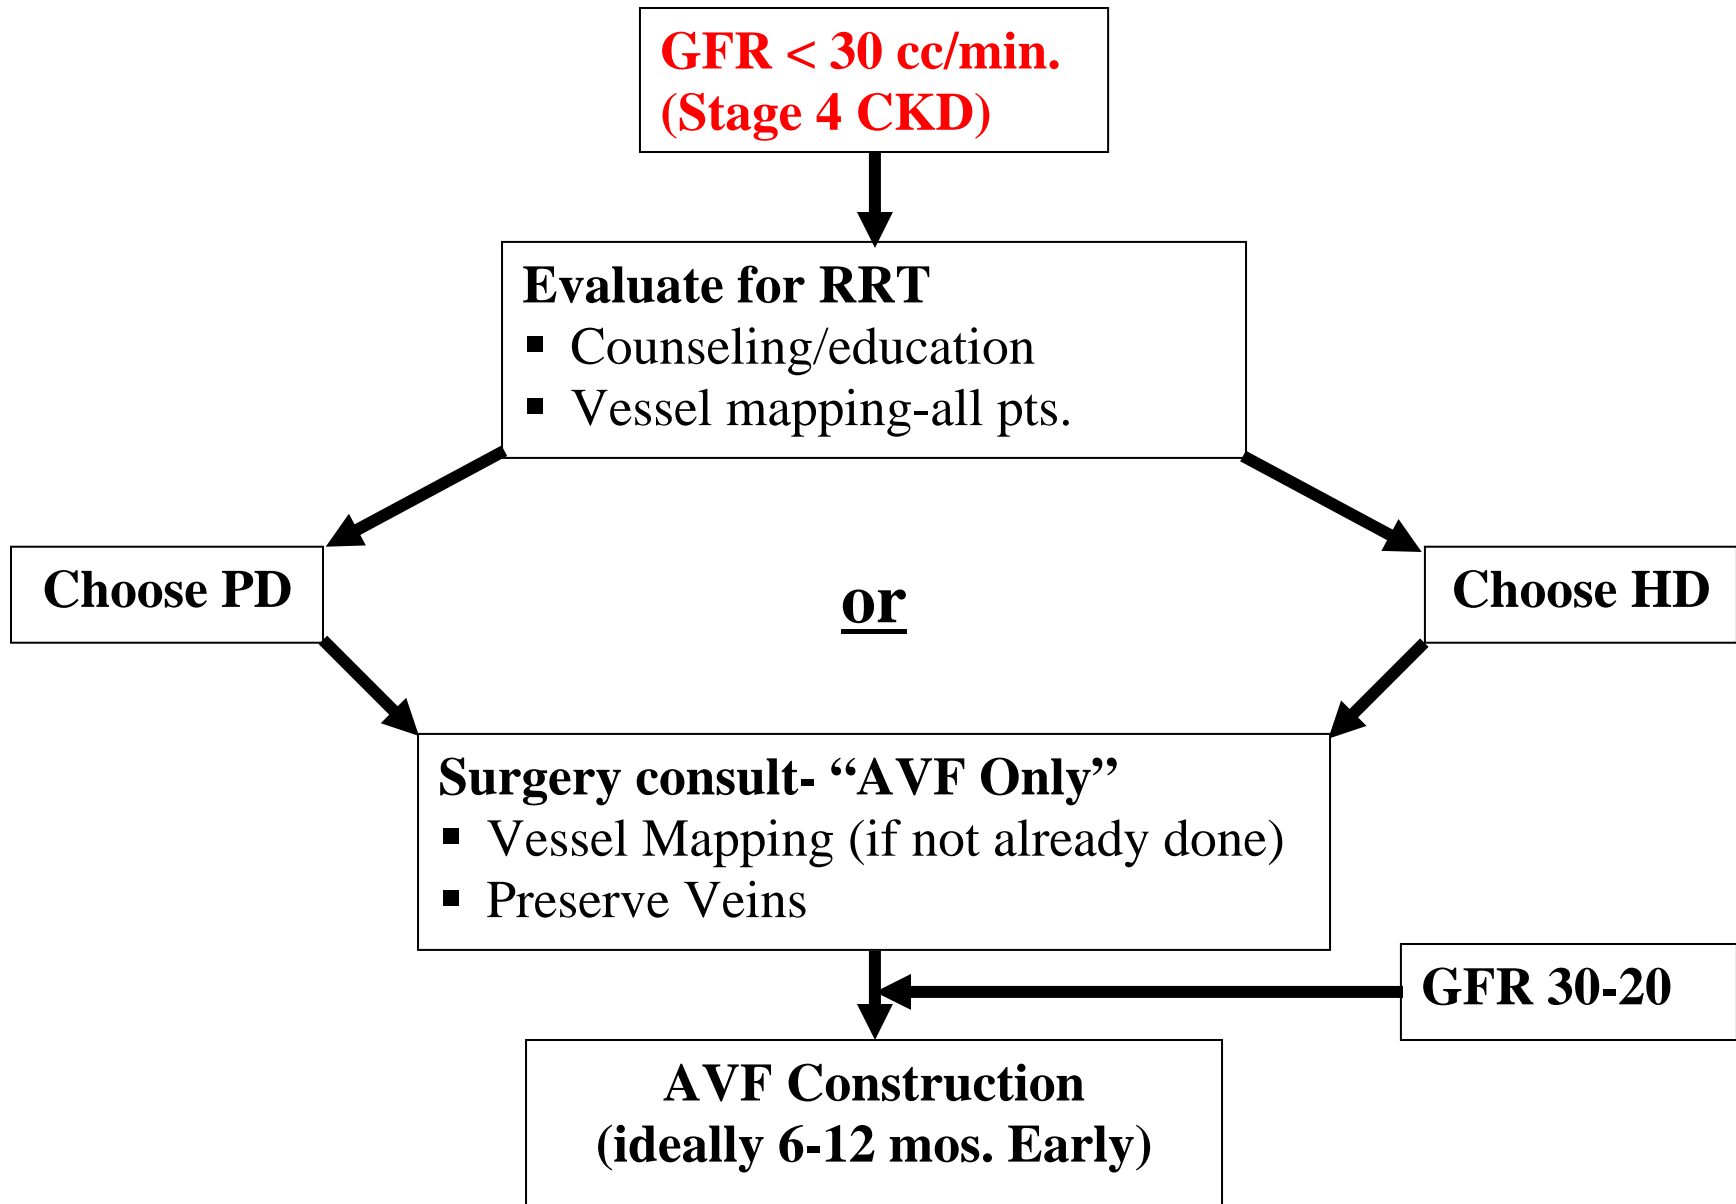 GFR < 30 cc/min.
(Stage 4 CKD)
Evaluate for RRT
▪ Counseling/education
▪ Vessel mapping-all pts.
Choose PD
or
Choose HD
Surgery consult- “AVF Only”
▪ Vessel Mapping (if not already done)
▪ Preserve Veins
GFR 30-20
AVF Construction
(ideally 6-12 mos. Early)